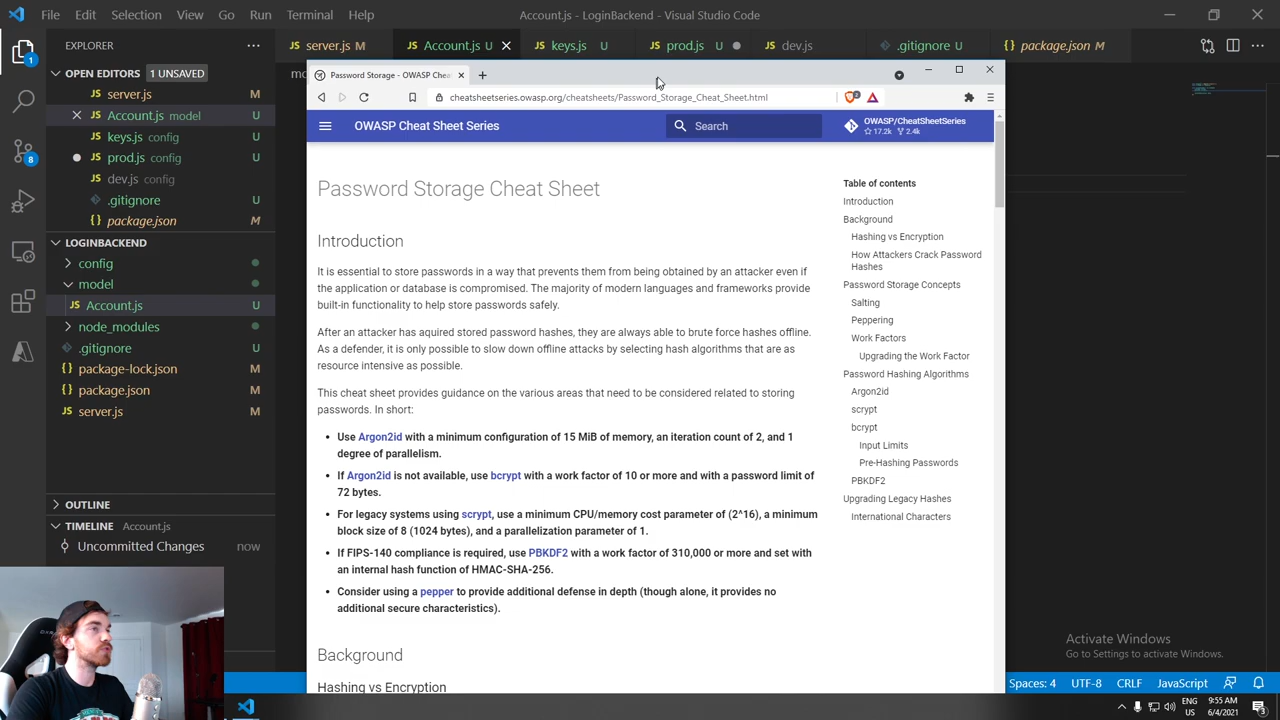 File Edit Selection View Go Run Terminal Help Account.js - LoginBackend - Visual Studio Code
EXPLORER
server.js M Account.js U keys.js U prod.js U dev.js .gitignore U package.json M
OPEN EDITORS 1 UNSAVED
server.js M
Account.js model U
keys.js config U
prod.js config U
dev.js config
.gitignore U
package.json M
LOGINBACKEND
config
model
Account.js U
node_modules
.gitignore U
package-lock.json M
package.json M
server.js M
OUTLINE
TIMELINE Account.js
Uncommitted Changes now
1
8
mo
Password Storage - OWASP Chea
cheatsheetseries.owasp.org/cheatsheets/Password_Storage_Cheat_Sheet.html
2
OWASP Cheat Sheet Series
Search
OWASP/CheatSheetSeries
17.2k 2.4k
Password Storage Cheat Sheet
Introduction
It is essential to store passwords in a way that prevents them from being obtained by an attacker even if
the application or database is compromised. The majority of modern languages and frameworks provide
built-in functionality to help store passwords safely.
After an attacker has aquired stored password hashes, they are always able to brute force hashes offline.
As a defender, it is only possible to slow down offline attacks by selecting hash algorithms that are as
resource intensive as possible.
This cheat sheet provides guidance on the various areas that need to be considered related to storing
passwords. In short:
• Use Argon2id with a minimum configuration of 15 MiB of memory, an iteration count of 2, and 1
degree of parallelism.
• If Argon2id is not available, use bcrypt with a work factor of 10 or more and with a password limit of
72 bytes.
• For legacy systems using scrypt, use a minimum CPU/memory cost parameter of (2^16), a minimum
block size of 8 (1024 bytes), and a parallelization parameter of 1.
• If FIPS-140 compliance is required, use PBKDF2 with a work factor of 310,000 or more and set with
an internal hash function of HMAC-SHA-256.
• Consider using a pepper to provide additional defense in depth (though alone, it provides no
additional secure characteristics).
Background
Hashing vs Encryption
Table of contents
Introduction
Background
Hashing vs Encryption
How Attackers Crack Password
Hashes
Password Storage Concepts
Salting
Peppering
Work Factors
Upgrading the Work Factor
Password Hashing Algorithms
Argon2id
scrypt
bcrypt
Input Limits
Pre-Hashing Passwords
PBKDF2
Upgrading Legacy Hashes
International Characters
Activate Windows
Go to Settings to activate Windows.
Spaces: 4 UTF-8 CRLF JavaScript
ENG
US
9:55 AM
6/4/2021
3